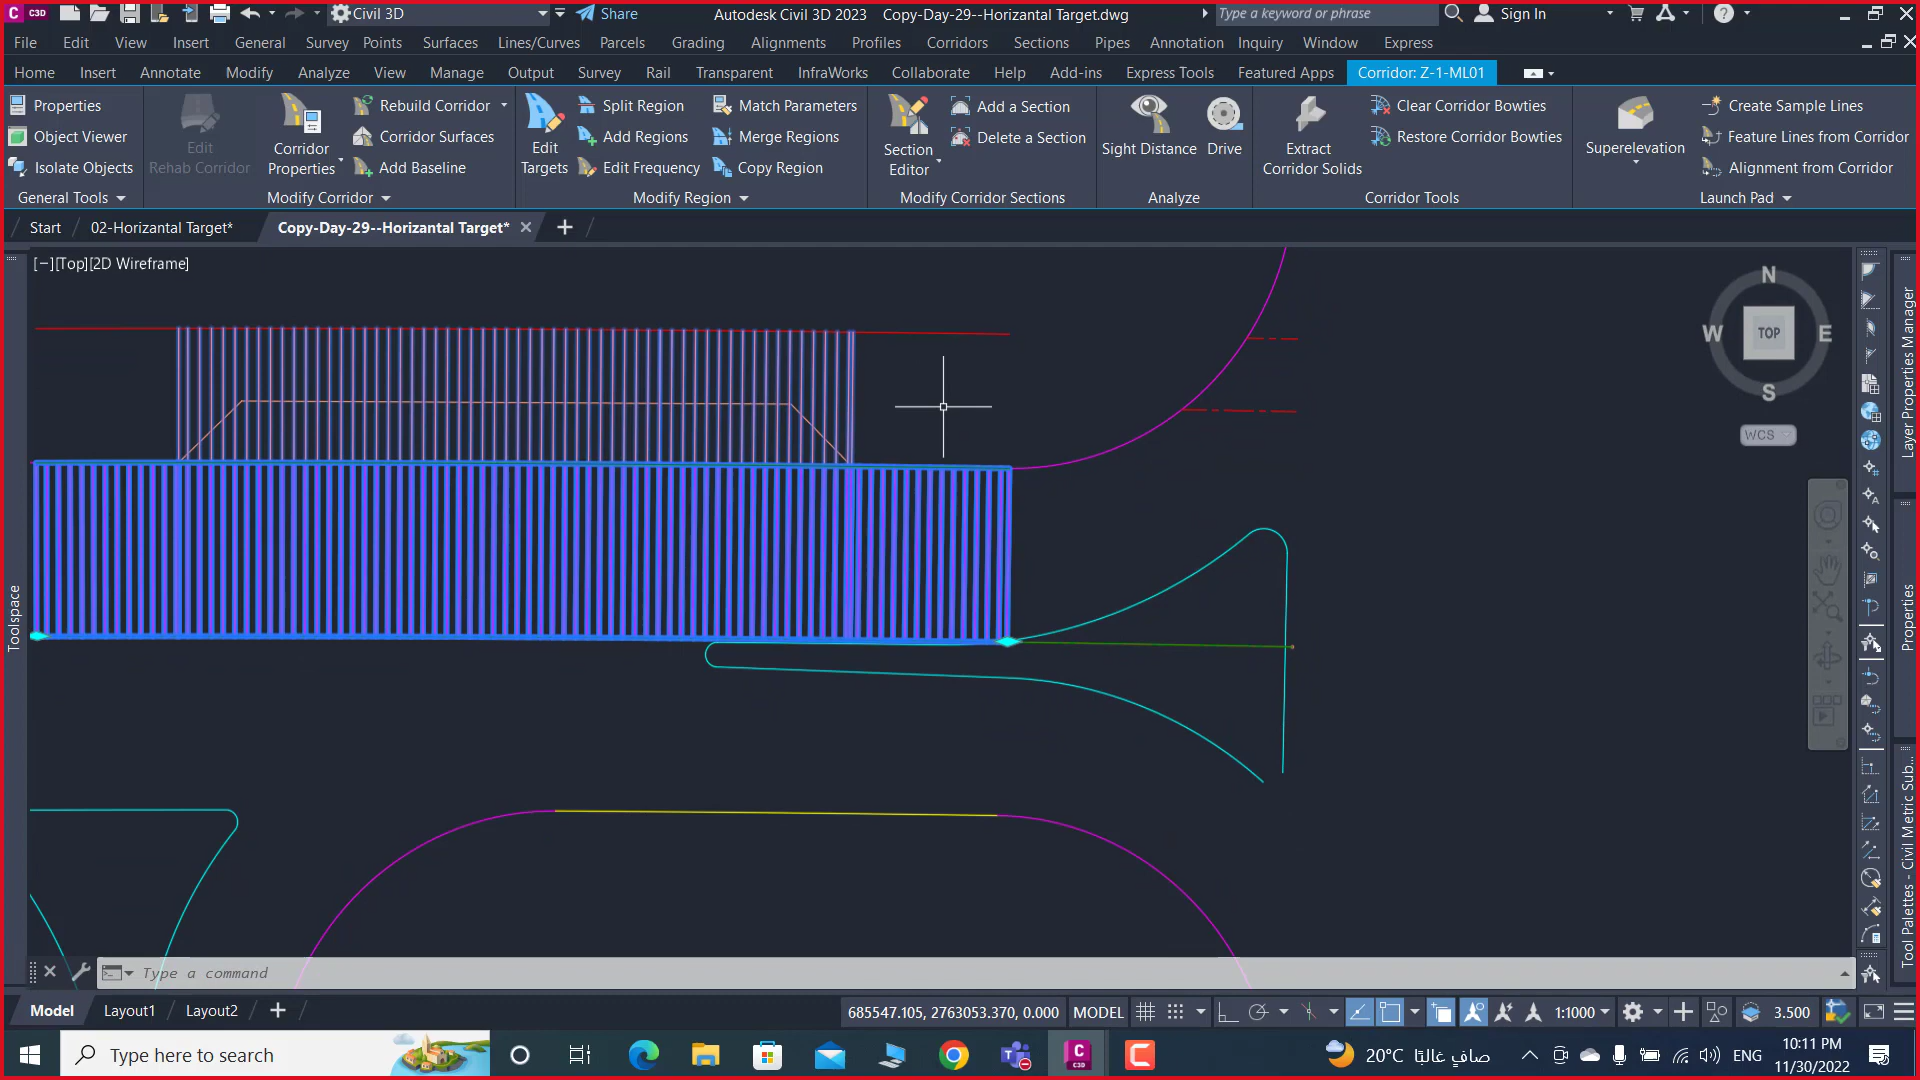 C3D Civil 3D Share Autodesk Civil 3D 2023 Copy-Day-29--Horizantal Target.dwg Type a keyword or phrase Sign In
File Edit View Insert General Survey Points Surfaces Lines/Curves Parcels Grading Alignments Profiles Corridors Sections Pipes Annotation Inquiry Window Express
Home Insert Annotate Modify Analyze View Manage Output Survey Rail Transparent InfraWorks Collaborate Help Add-ins Express Tools Featured Apps Corridor: Z-1-ML01
Properties
Object Viewer
Isolate Objects
General Tools
Edit
Rehab Corridor
Corridor
Properties
Rebuild Corridor
Corridor Surfaces
Add Baseline
Modify Corridor
Edit
Targets
Split Region
Add Regions
Edit Frequency
Match Parameters
Merge Regions
Copy Region
Modify Region
Section
Editor
Add a Section
Delete a Section
Modify Corridor Sections
Sight Distance
Drive
Analyze
Extract
Corridor Solids
Clear Corridor Bowties
Restore Corridor Bowties
Corridor Tools
Superelevation
Create Sample Lines
Feature Lines from Corridor
Alignment from Corridor
Launch Pad
Start 02-Horizantal Target* Copy-Day-29--Horizantal Target*
[−][Top][2D Wireframe]
N
W TOP E
S
WCS
Toolspace
Layer Properties Manager
Properties
Tool Palettes - Civil Metric Sub...
Type a command
Model Layout1 Layout2
685547.105, 2763053.370, 0.000 MODEL 1:1000 3.500
Type here to search
20°C صافٍ غالبًا ENG
10:11 PM
11/30/2022